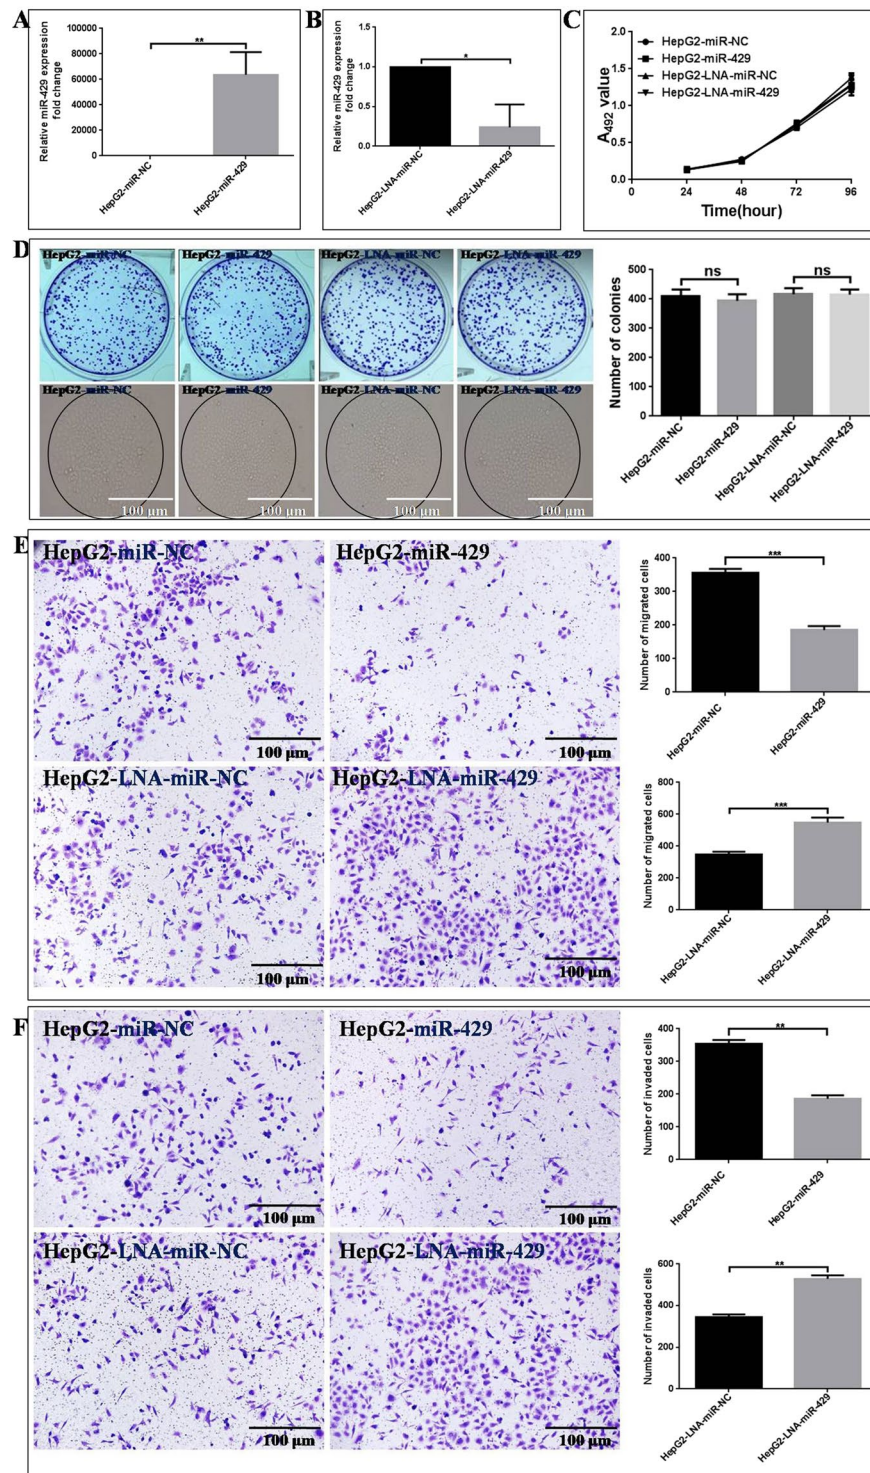 A
Relative miR-429 expression
fold change
100000
80000
60000
40000
20000
0
**
HepG2-miR-NC
HepG2-miR-429
B
Relative miR-429 expression
fold change
1.5
1.0
0.5
0.0
*
HepG2-LNA-miR-NC
HepG2-LNA-miR-429
C
A492 value
2.0
1.5
1.0
0.5
0.0
HepG2-miR-NC
HepG2-miR-429
HepG2-LNA-miR-NC
HepG2-LNA-miR-429
0 24 48 72 96
Time(hour)
D
HepG2-miR-NC
HepG2-miR-429
HepG2-LNA-miR-NC
HepG2-LNA-miR-429
HepG2-miR-NC
HepG2-miR-429
HepG2-LNA-miR-NC
HepG2-LNA-miR-429
100 μm
100 μm
100 μm
100 μm
Number of colonies
500
400
300
200
100
0
ns
ns
HepG2-miR-NC
HepG2-miR-429
HepG2-LNA-miR-NC
HepG2-LNA-miR-429
E
HepG2-miR-NC
100 μm
HepG2-miR-429
100 μm
Number of migrated cells
400
300
200
100
0
***
HepG2-miR-NC
HepG2-miR-429
HepG2-LNA-miR-NC
100 μm
HepG2-LNA-miR-429
100 μm
Number of migrated cells
800
600
400
200
0
***
HepG2-LNA-miR-NC
HepG2-LNA-miR-429
F
HepG2-miR-NC
100 μm
HepG2-miR-429
100 μm
Number of invaded cells
400
300
200
100
0
**
HepG2-miR-NC
HepG2-miR-429
HepG2-LNA-miR-NC
100 μm
HepG2-LNA-miR-429
100 μm
Number of invaded cells
600
400
200
0
**
HepG2-LNA-miR-NC
HepG2-LNA-miR-429